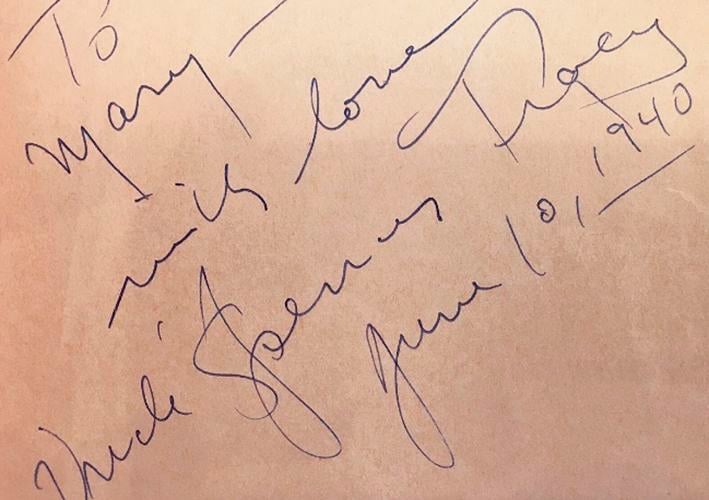 To
Mary —
with love
"Uncle" Spencer Tracy
June 10, 1940